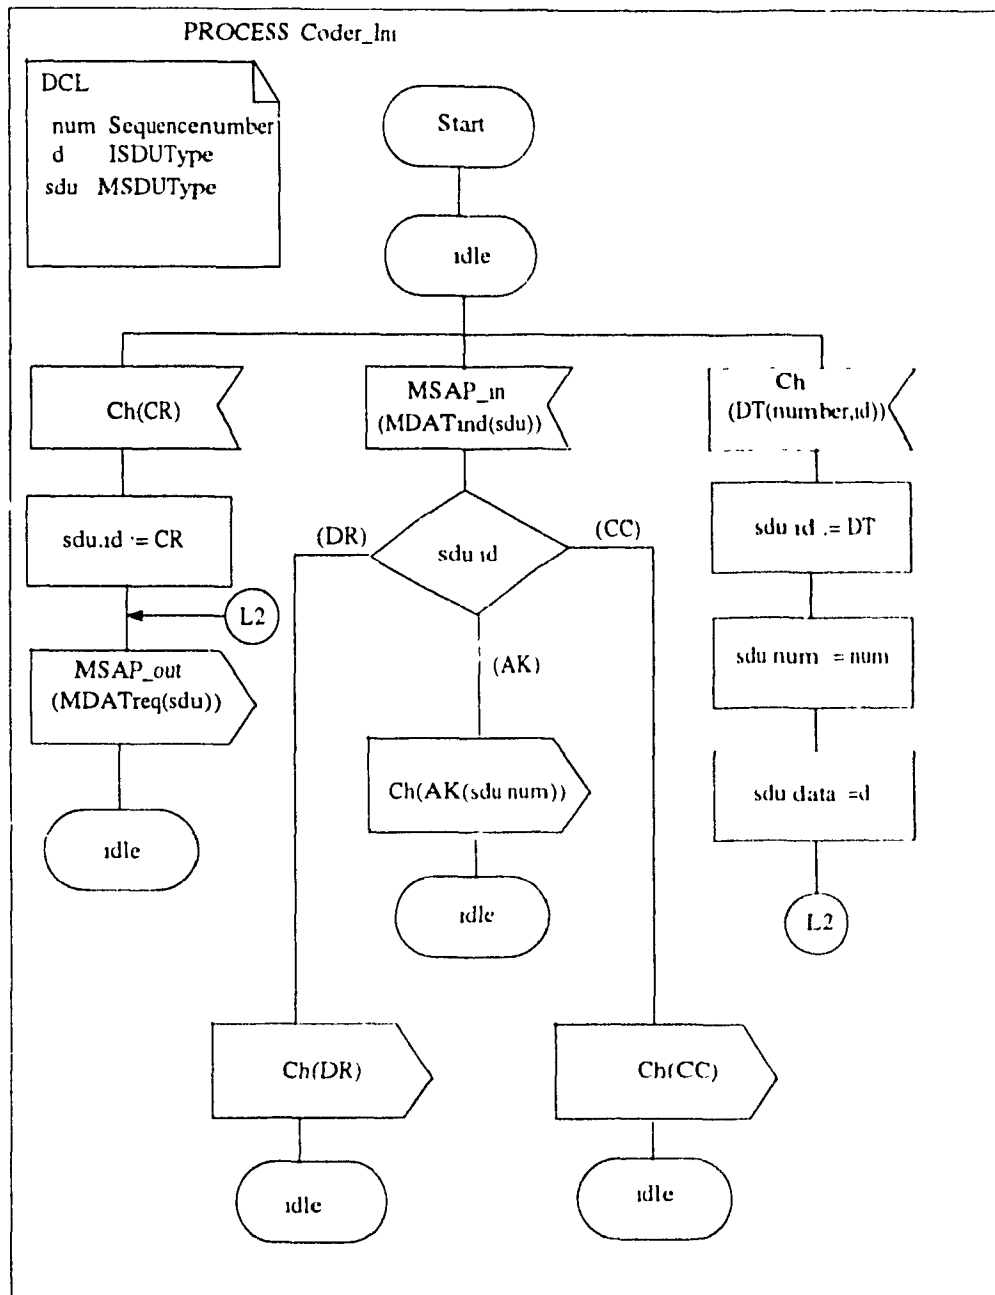 PROCESS Coder_Ini
DCL
num Sequencenumber
d ISDUType
sdu MSDUType
Start
idle
Ch(CR)
MSAP_in
(MDATind(sdu))
Ch
(DT(number,id))
sdu.id := CR
(DR)
sdu id
(CC)
sdu id := DT
L2
(AK)
sdu num = num
MSAP_out
(MDATreq(sdu))
Ch(AK(sdu num))
sdu data =d
idle
idle
L2
Ch(DR)
Ch(CC)
idle
idle